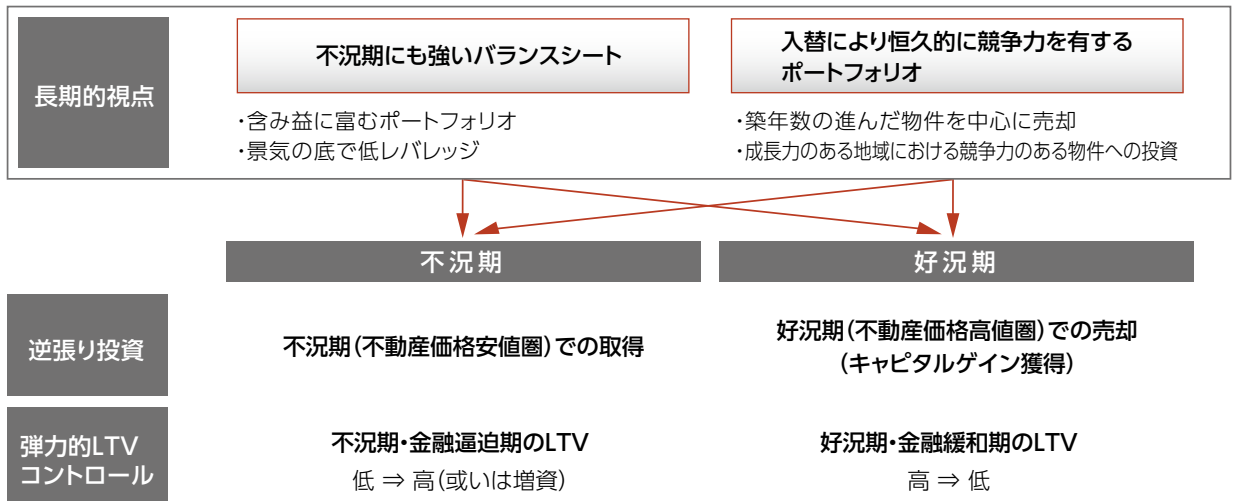 長期的視点
不況期にも強いバランスシート
・含み益に富むポートフォリオ
・景気の底で低レバレッジ
入替により恒久的に競争力を有する
ポートフォリオ
・築年数の進んだ物件を中心に売却
・成長力のある地域における競争力のある物件への投資
不況期
好況期
逆張り投資
不況期(不動産価格安値圏)での取得
好況期(不動産価格高値圏)での売却
(キャピタルゲイン獲得)
弾力的LTV
コントロール
不況期・金融逼迫期のLTV
低 ⇒ 高(或いは増資)
好況期・金融緩和期のLTV
高 ⇒ 低